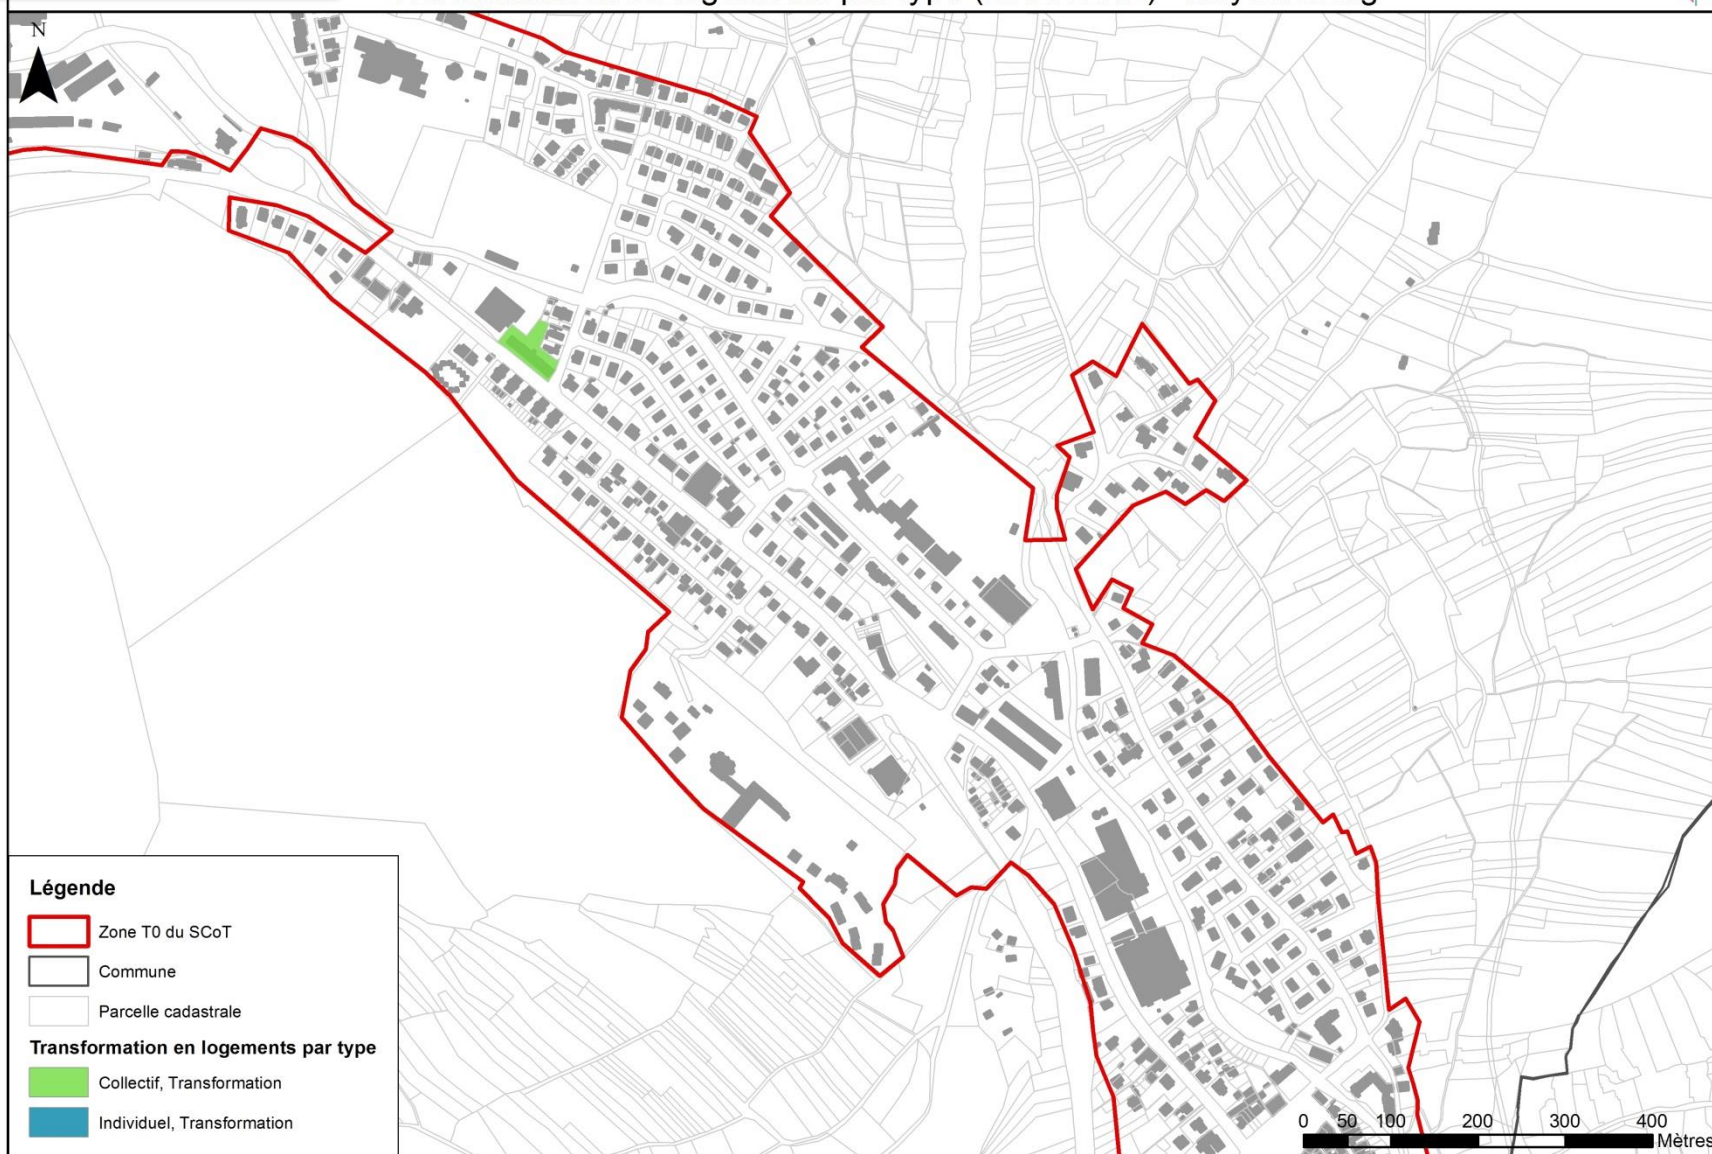 N
Légende
Zone T0 du SCoT
Commune
Parcelle cadastrale
Transformation en logements par type
Collectif, Transformation
Individuel, Transformation
0 50 100 200 300 400
Mètres